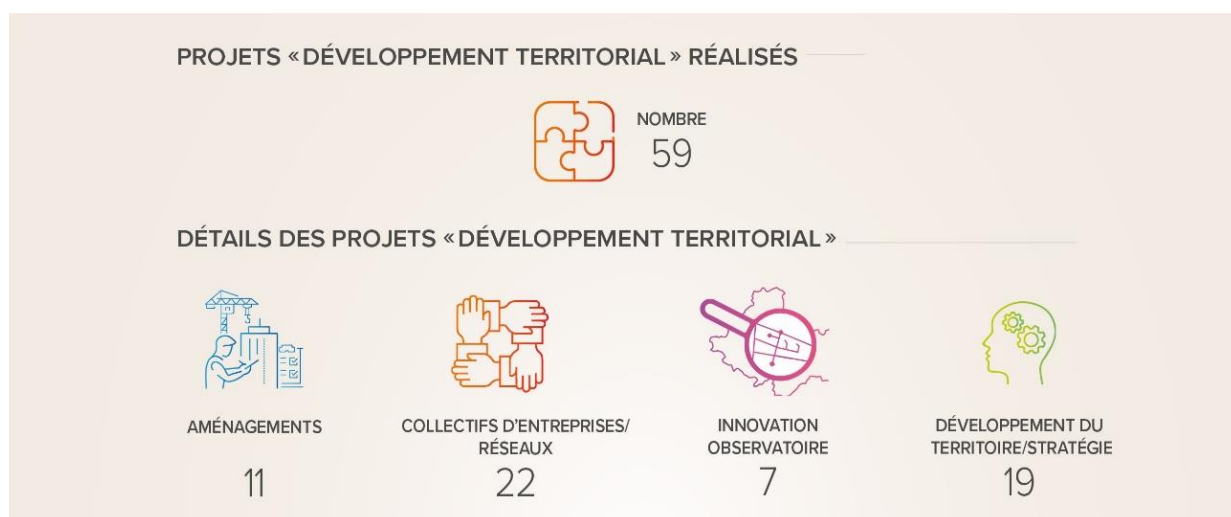 PROJETS «DÉVELOPPEMENT TERRITORIAL» RÉALISÉS
NOMBRE
59
DÉTAILS DES PROJETS «DÉVELOPPEMENT TERRITORIAL»
AMÉNAGEMENTS
11
COLLECTIFS D'ENTREPRISES/
RÉSEAUX
22
INNOVATION
OBSERVATOIRE
7
DÉVELOPPEMENT DU
TERRITOIRE/STRATÉGIE
19